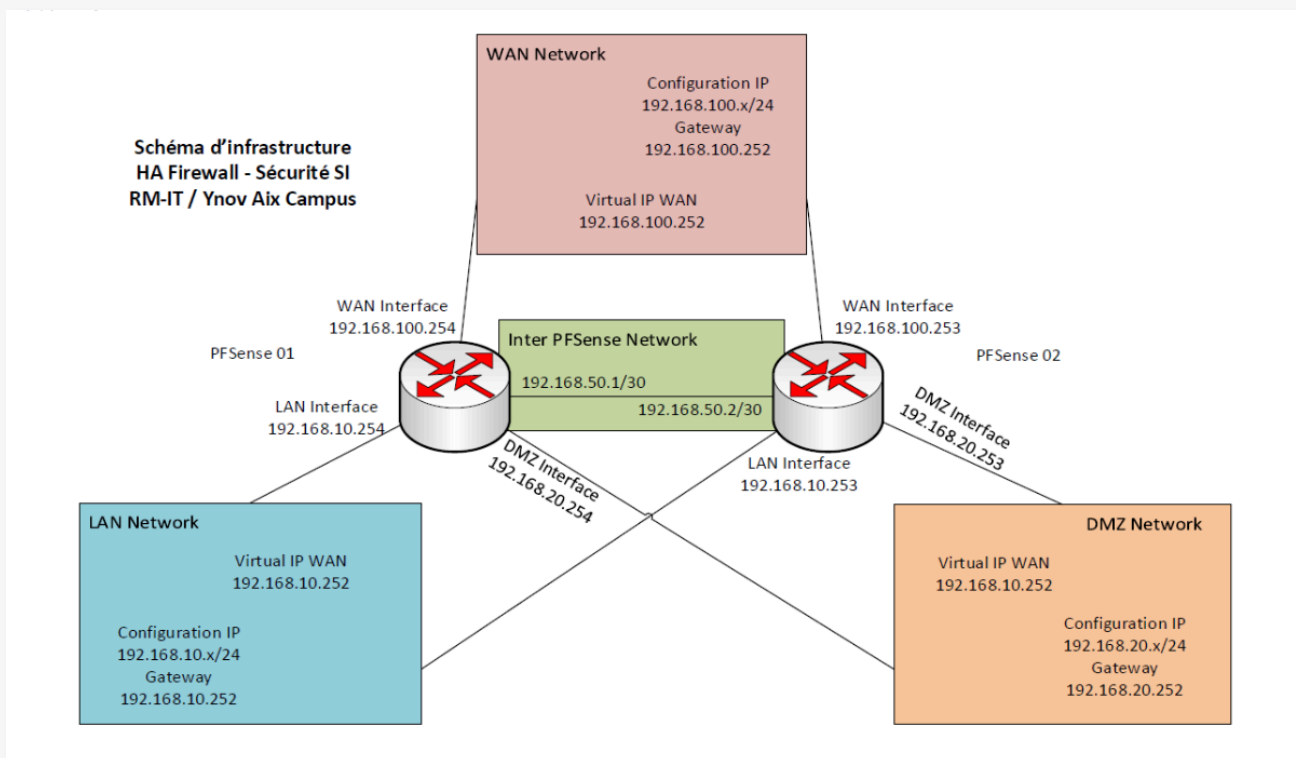 WAN Network
Configuration IP
192.168.100.x/24
Gateway
192.168.100.252
Virtual IP WAN
192.168.100.252
Schéma d'infrastructure
HA Firewall - Sécurité SI
RM-IT / Ynov Aix Campus
WAN Interface
192.168.100.254
PFSense 01
LAN Interface
192.168.10.254
Inter PFSense Network
192.168.50.1/30
192.168.50.2/30
WAN Interface
192.168.100.253
PFSense 02
DMZ Interface
192.168.20.253
DMZ Interface
192.168.20.254
LAN Interface
192.168.10.253
LAN Network
Virtual IP WAN
192.168.10.252
Configuration IP
192.168.10.x/24
Gateway
192.168.10.252
DMZ Network
Virtual IP WAN
192.168.10.252
Configuration IP
192.168.20.x/24
Gateway
192.168.20.252